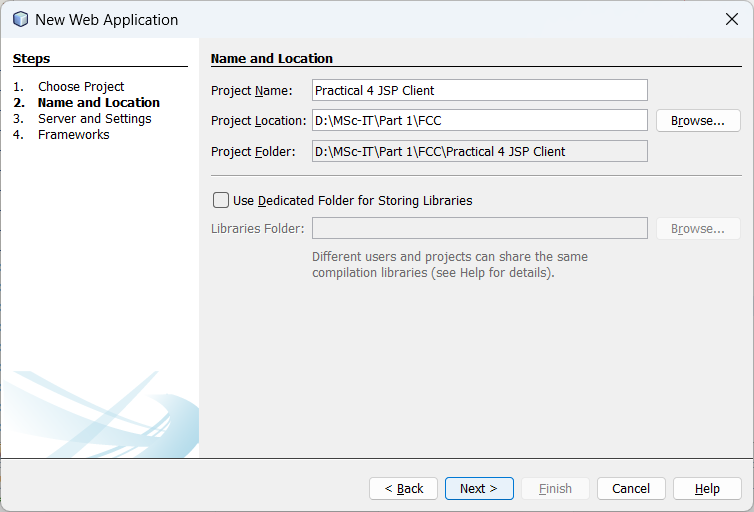 New Web Application
Steps
1. Choose Project
2. Name and Location
3. Server and Settings
4. Frameworks
Name and Location
Project Name: Practical 4 JSP Client
Project Location: D:\MSc-IT\Part 1\FCC Browse...
Project Folder: D:\MSc-IT\Part 1\FCC\Practical 4 JSP Client
Use Dedicated Folder for Storing Libraries
Libraries Folder: Browse...
Different users and projects can share the same
compilation libraries (see Help for details).
< Back Next > Finish Cancel Help